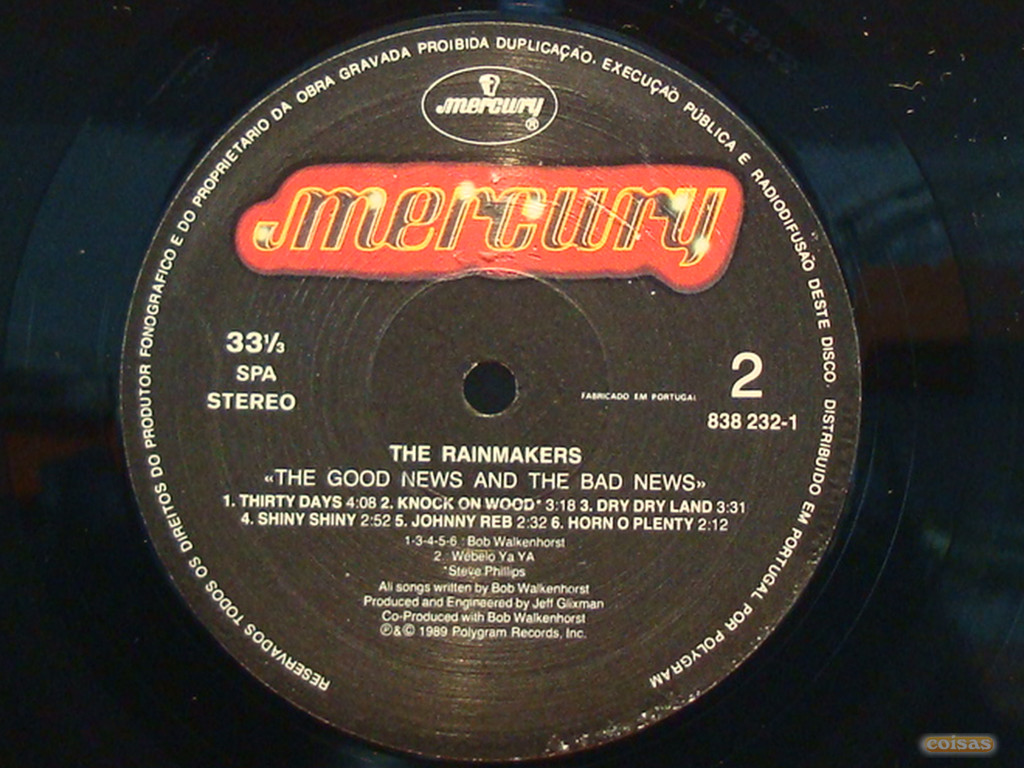 RESERVADOS TODOS OS DIREITOS DO PRODUTOR FONOGRAFICO E DO PROPRIETARIO DA OBRA GRAVADA PROIBIDA DUPLICAÇÃO, EXECUÇÃO PÚBLICA E RADIODIFUSÃO DESTE DISCO. DISTRIBUIDO EM PORTUGAL POR POLYGRAM
mercury®
mercury
33⅓
SPA
STEREO
2
FABRICADO EM PORTUGAL
838 232-1
THE RAINMAKERS
«THE GOOD NEWS AND THE BAD NEWS»
1. THIRTY DAYS 4:08 2. KNOCK ON WOOD* 3:18 3. DRY DRY LAND 3:31
4. SHINY SHINY 2:52 5. JOHNNY REB 2:32 6. HORN O PLENTY 2:12
1-3-4-5-6 : Bob Walkenhorst
2 : Webelo Ya YA
*Steve Phillips
All songs written by Bob Walkenhorst
Produced and Engineered by Jeff Glixman
Co-Produced with Bob Walkenhorst
℗&© 1989 Polygram Records, Inc.
coisas